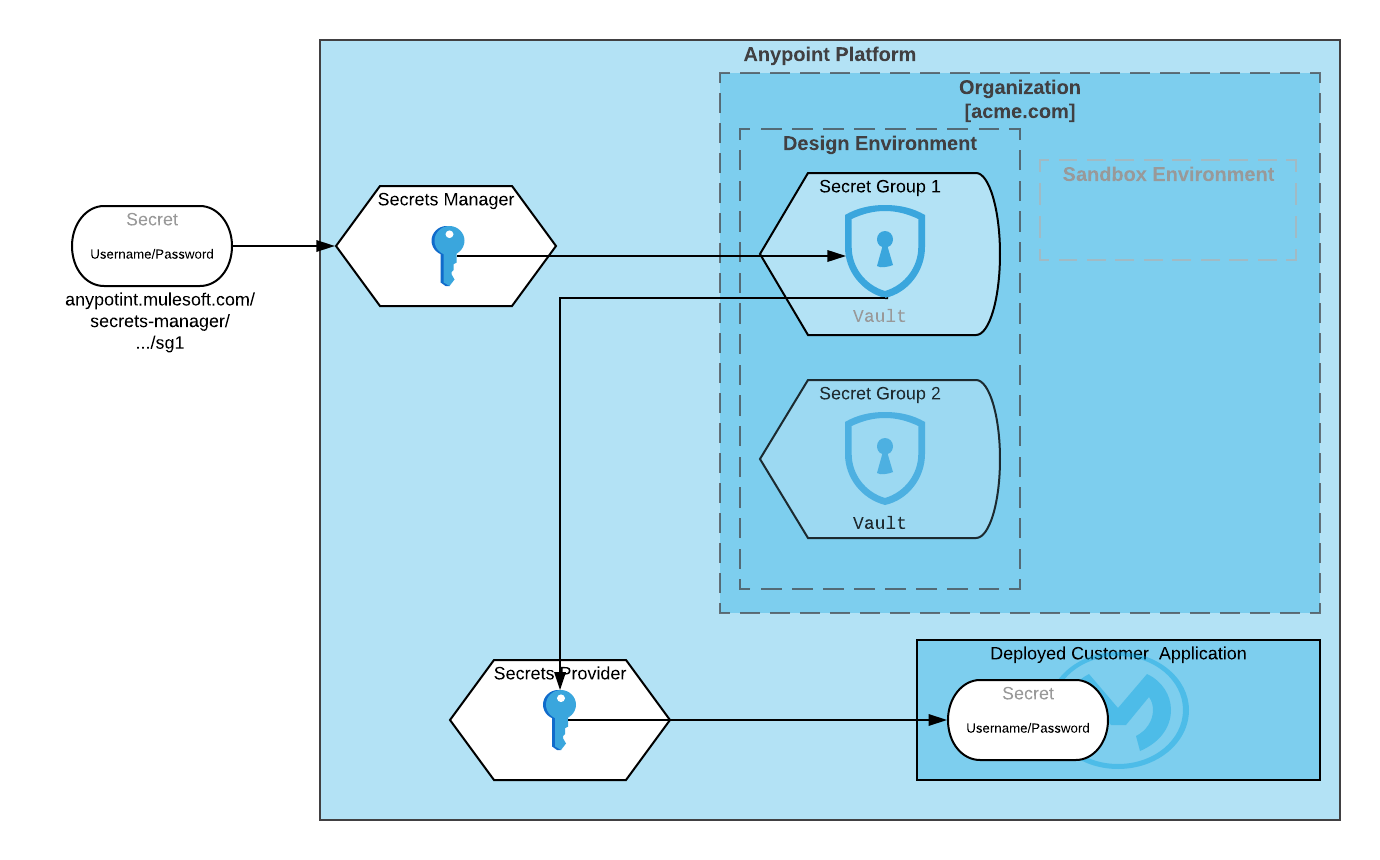 Anypoint Platform
Organization
[acme.com]
Design Environment
Sandbox Environment
Secret Group 1
Vault
Secret Group 2
Vault
Secrets Manager
Secret
Username/Password
anypotint.mulesoft.com/
secrets-manager/
.../sg1
Secrets Provider
Deployed Customer  Application
Secret
Username/Password